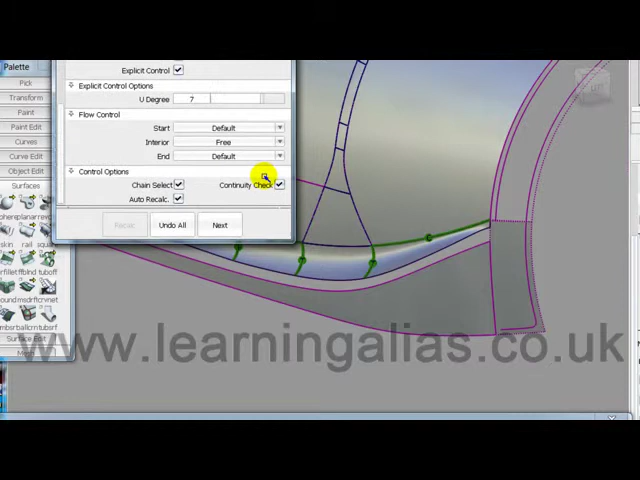 Palette
Pick
Transform
Paint
Paint Edit
Curves
Curve Edit
Object Edit
Surfaces
skin
rail
Surface Edit
Explicit Control
Explicit Control Options
U Degree 7
Flow Control
Start Default
Interior Free
End Default
Control Options
Chain Select
Continuity Check
Auto Recalc.
Undo All
Next
www.learningalias.co.uk